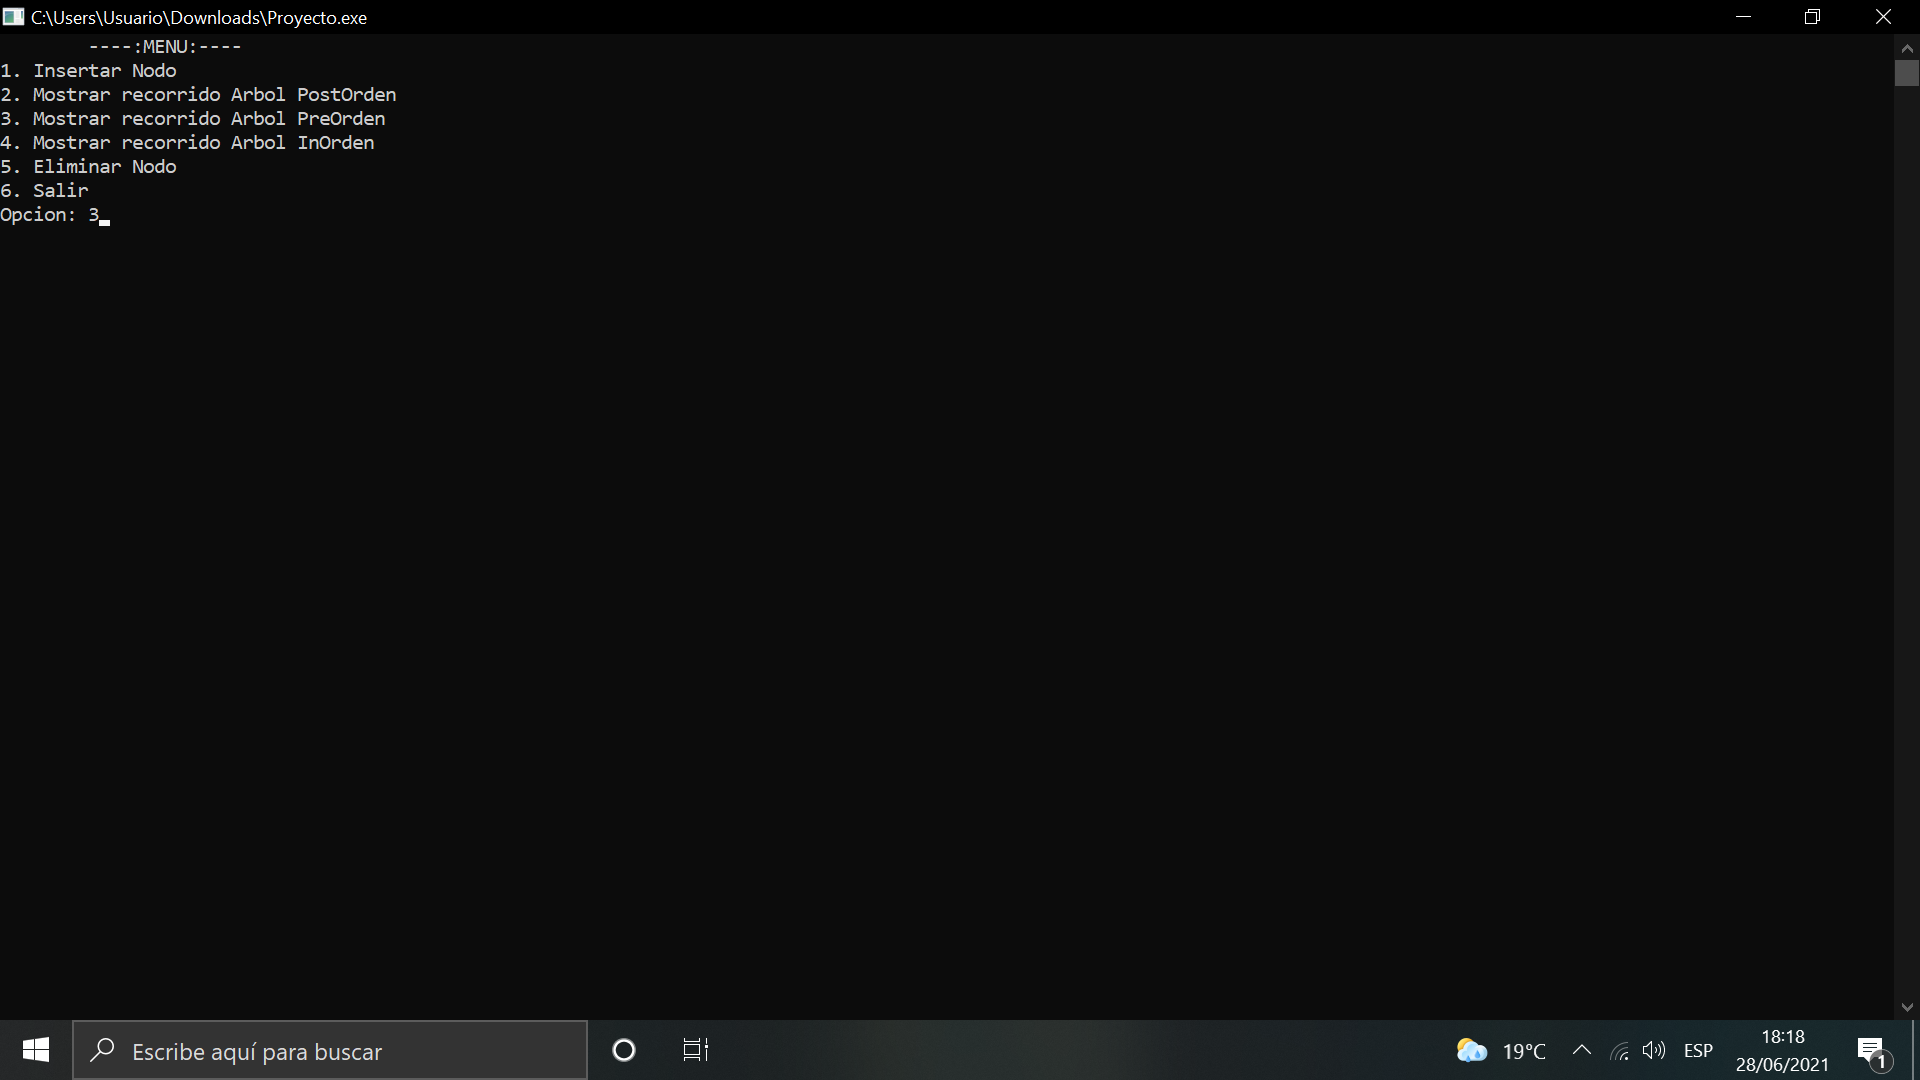 C:\Users\Usuario\Downloads\Proyecto.exe
----:MENU:----
1. Insertar Nodo
2. Mostrar recorrido Arbol PostOrden
3. Mostrar recorrido Arbol PreOrden
4. Mostrar recorrido Arbol InOrden
5. Eliminar Nodo
6. Salir
Opcion: 3
Escribe aquí para buscar
19°C
ESP
18:18
28/06/2021
1